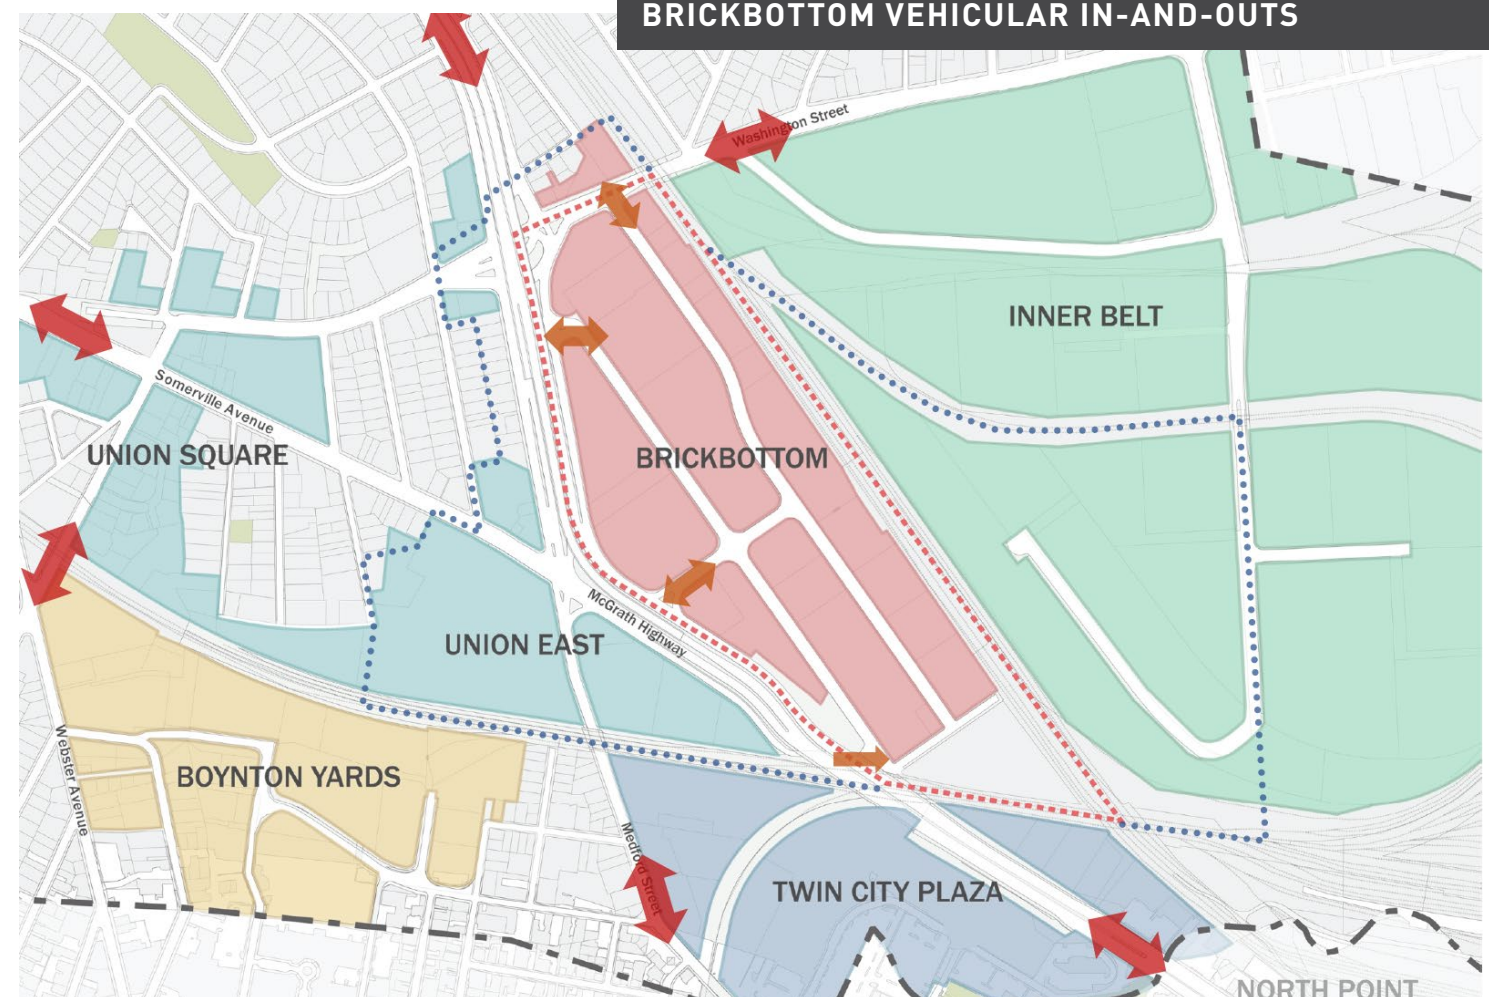 BRICKBOTTOM VEHICULAR IN-AND-OUTS
Washington Street
INNER BELT
Somerville Avenue
UNION SQUARE
BRICKBOTTOM
McGrath Highway
UNION EAST
Webster Avenue
BOYNTON YARDS
Medford Street
TWIN CITY PLAZA
NORTH POINT